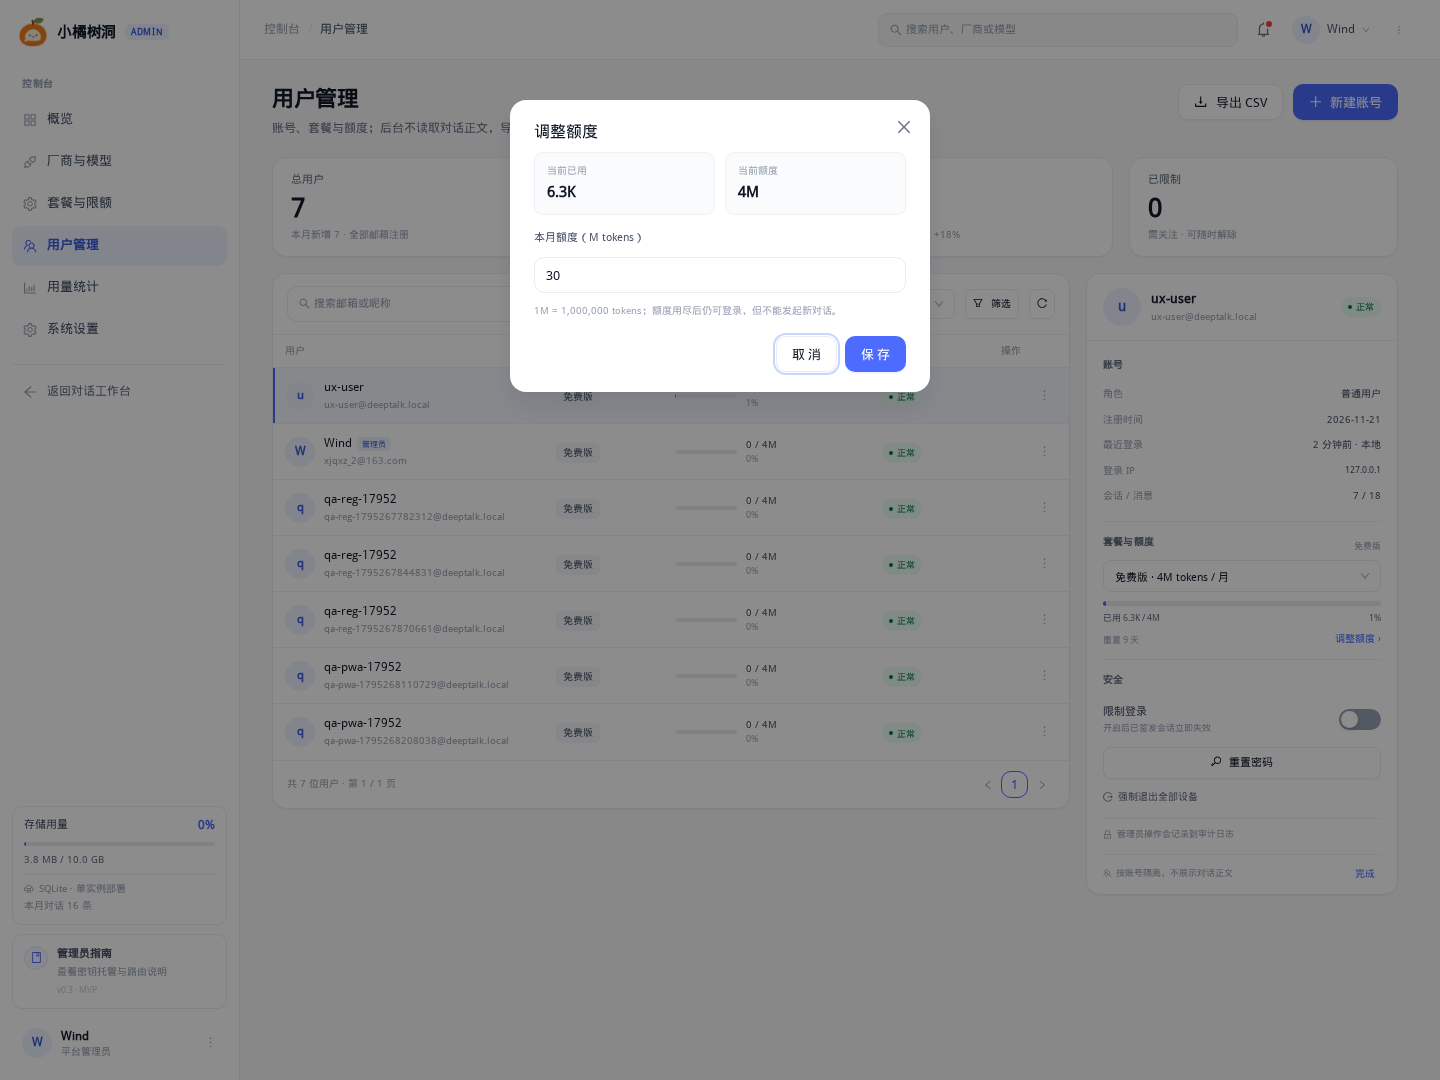 小橘树洞 ADMIN
控制台
概览
厂商与模型
套餐与限额
用户管理
用量统计
系统设置
返回对话工作台
存储用量 0%
3.8 MB / 10.0 GB
SQLite · 单实例部署
本月对话 16 条
管理员指南
查看密钥托管与路由说明
v0.3 · MVP
Wind
平台管理员
控制台 / 用户管理
搜索用户、厂商或模型
W Wind
用户管理
账号、套餐与额度；后台不读取对话正文，导
导出 CSV
新建账号
总用户
7
本月新增 7 · 全部邮箱注册
+18%
已限制
0
需关注 · 可随时解除
搜索邮箱或昵称
筛选
用户 操作
u ux-user
ux-user@deeptalk.local
免费版 1% 正常
W Wind 管理员
xjqxz_2@163.com
免费版 0 / 4M 0% 正常
q qa-reg-17952
qa-reg-1795267782312@deeptalk.local
免费版 0 / 4M 0% 正常
q qa-reg-17952
qa-reg-1795267844831@deeptalk.local
免费版 0 / 4M 0% 正常
q qa-reg-17952
qa-reg-1795267870661@deeptalk.local
免费版 0 / 4M 0% 正常
q qa-pwa-17952
qa-pwa-1795268110729@deeptalk.local
免费版 0 / 4M 0% 正常
q qa-pwa-17952
qa-pwa-1795268208038@deeptalk.local
免费版 0 / 4M 0% 正常
共 7 位用户 · 第 1 / 1 页
1
调整额度
当前已用
6.3K
当前额度
4M
本月额度（M tokens）
30
1M = 1,000,000 tokens；额度用尽后仍可登录，但不能发起新对话。
取 消
保 存
u ux-user
ux-user@deeptalk.local
正常
账号
角色 普通用户
注册时间 2026-11-21
最近登录 2 分钟前 · 本地
登录 IP 127.0.0.1
会话 / 消息 7 / 18
套餐与额度 免费版
免费版 · 4M tokens / 月
已用 6.3K / 4M 1%
重置 9 天 调整额度 ›
安全
限制登录
开启后已签发会话立即失效
重置密码
强制退出全部设备
管理员操作会记录到审计日志
按账号隔离，不展示对话正文 完成